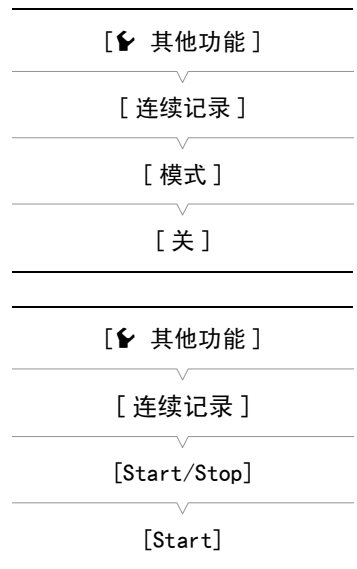 [ 其他功能 ]
[ 连续记录 ]
[ 模式 ]
[ 关 ]
[ 其他功能 ]
[ 连续记录 ]
[Start/Stop]
[Start]